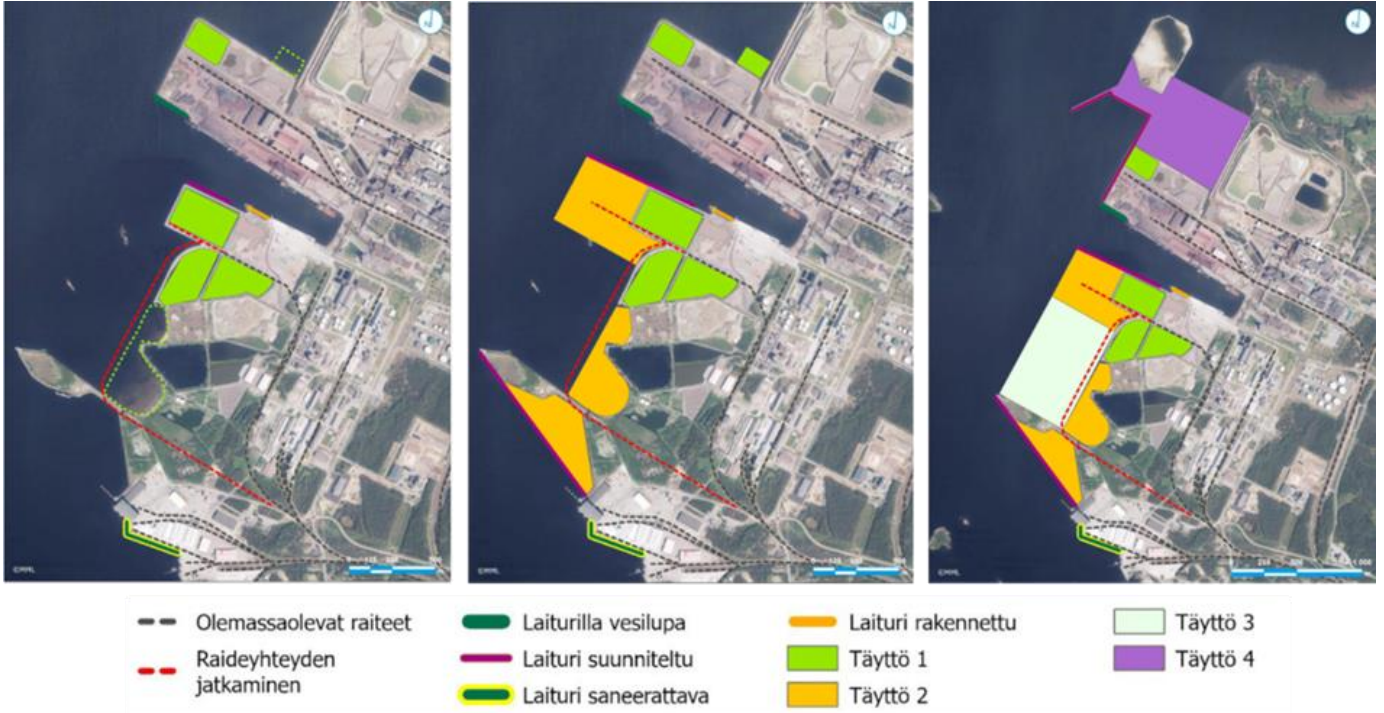 ©MML
©MML
©MML
Olemassaolevat raiteet
Raideyhteyden
jatkaminen
Laiturilla vesilupa
Laituri suunniteltu
Laituri saneerattava
Laituri rakennettu
Täyttö 1
Täyttö 2
Täyttö 3
Täyttö 4